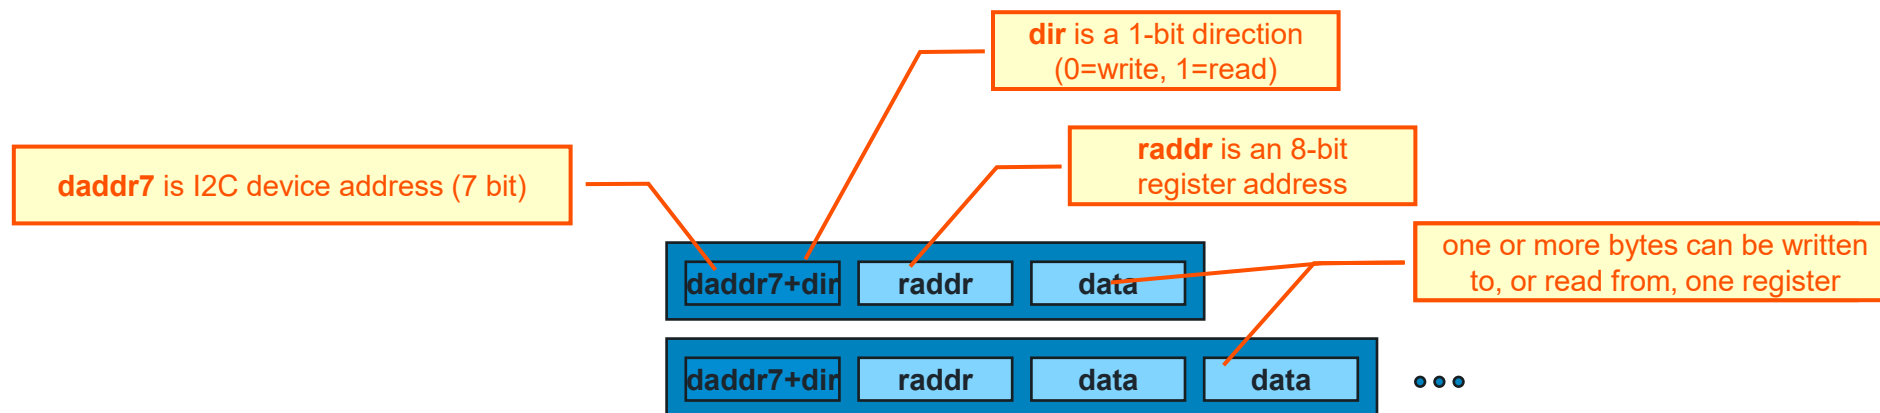 dir is a 1-bit direction
(0=write, 1=read)
raddr is an 8-bit
register address
daddr7 is I2C device address (7 bit)
one or more bytes can be written
to, or read from, one register
daddr7+dir raddr data
daddr7+dir raddr data data